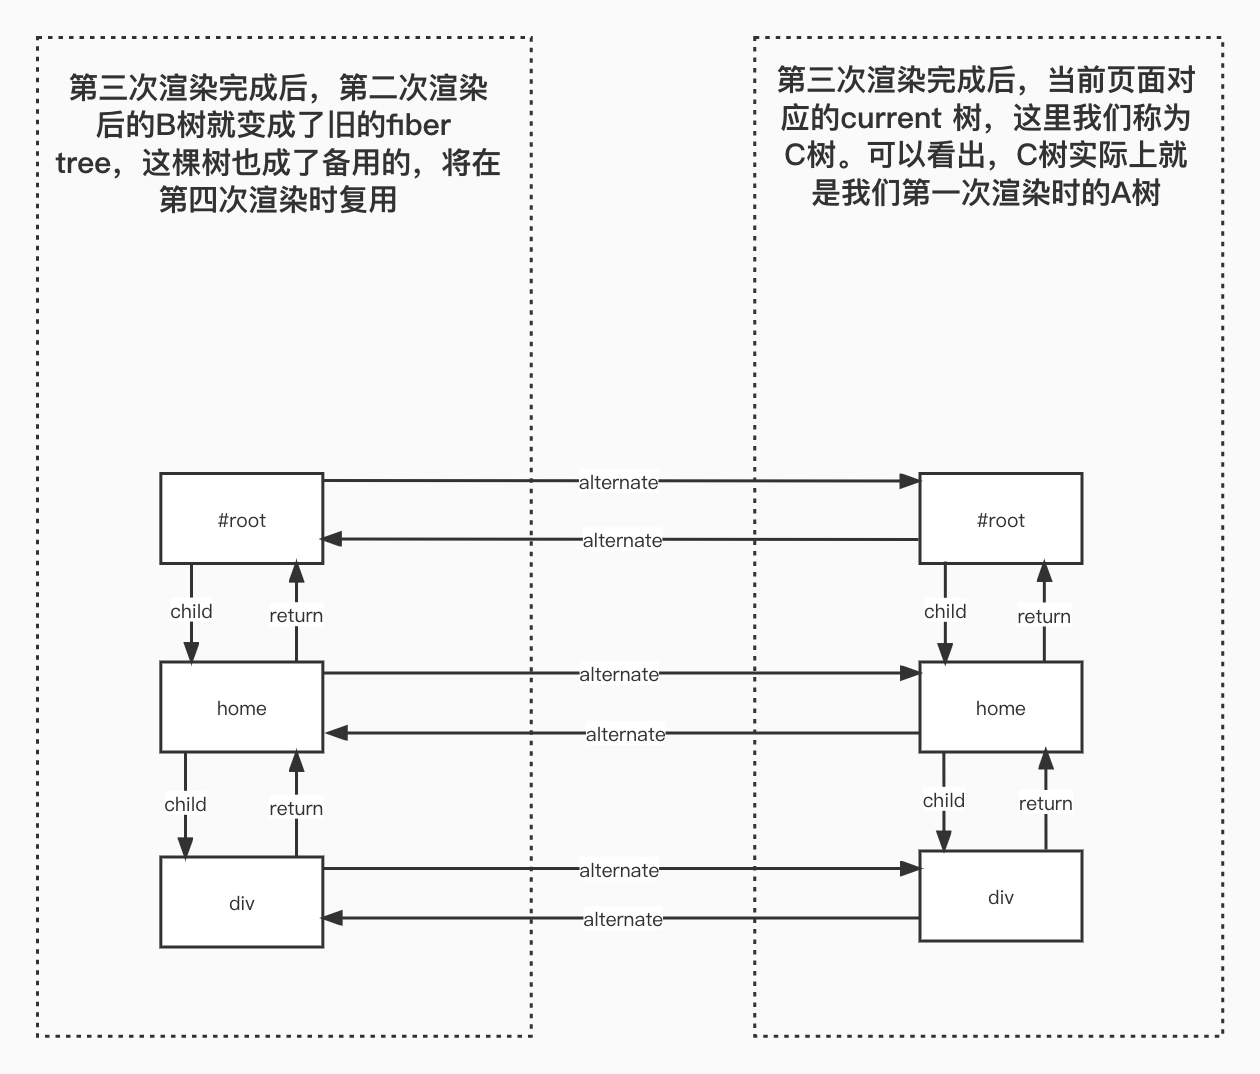 第三次渲染完成后，第二次渲染
后的B树就变成了旧的fiber
tree，这棵树也成了备用的，将在
第四次渲染时复用
第三次渲染完成后，当前页面对
应的current 树，这里我们称为
C树。可以看出，C树实际上就
是我们第一次渲染时的A树
#root
alternate
alternate
#root
child
return
child
return
home
alternate
alternate
home
child
return
child
return
div
alternate
alternate
div